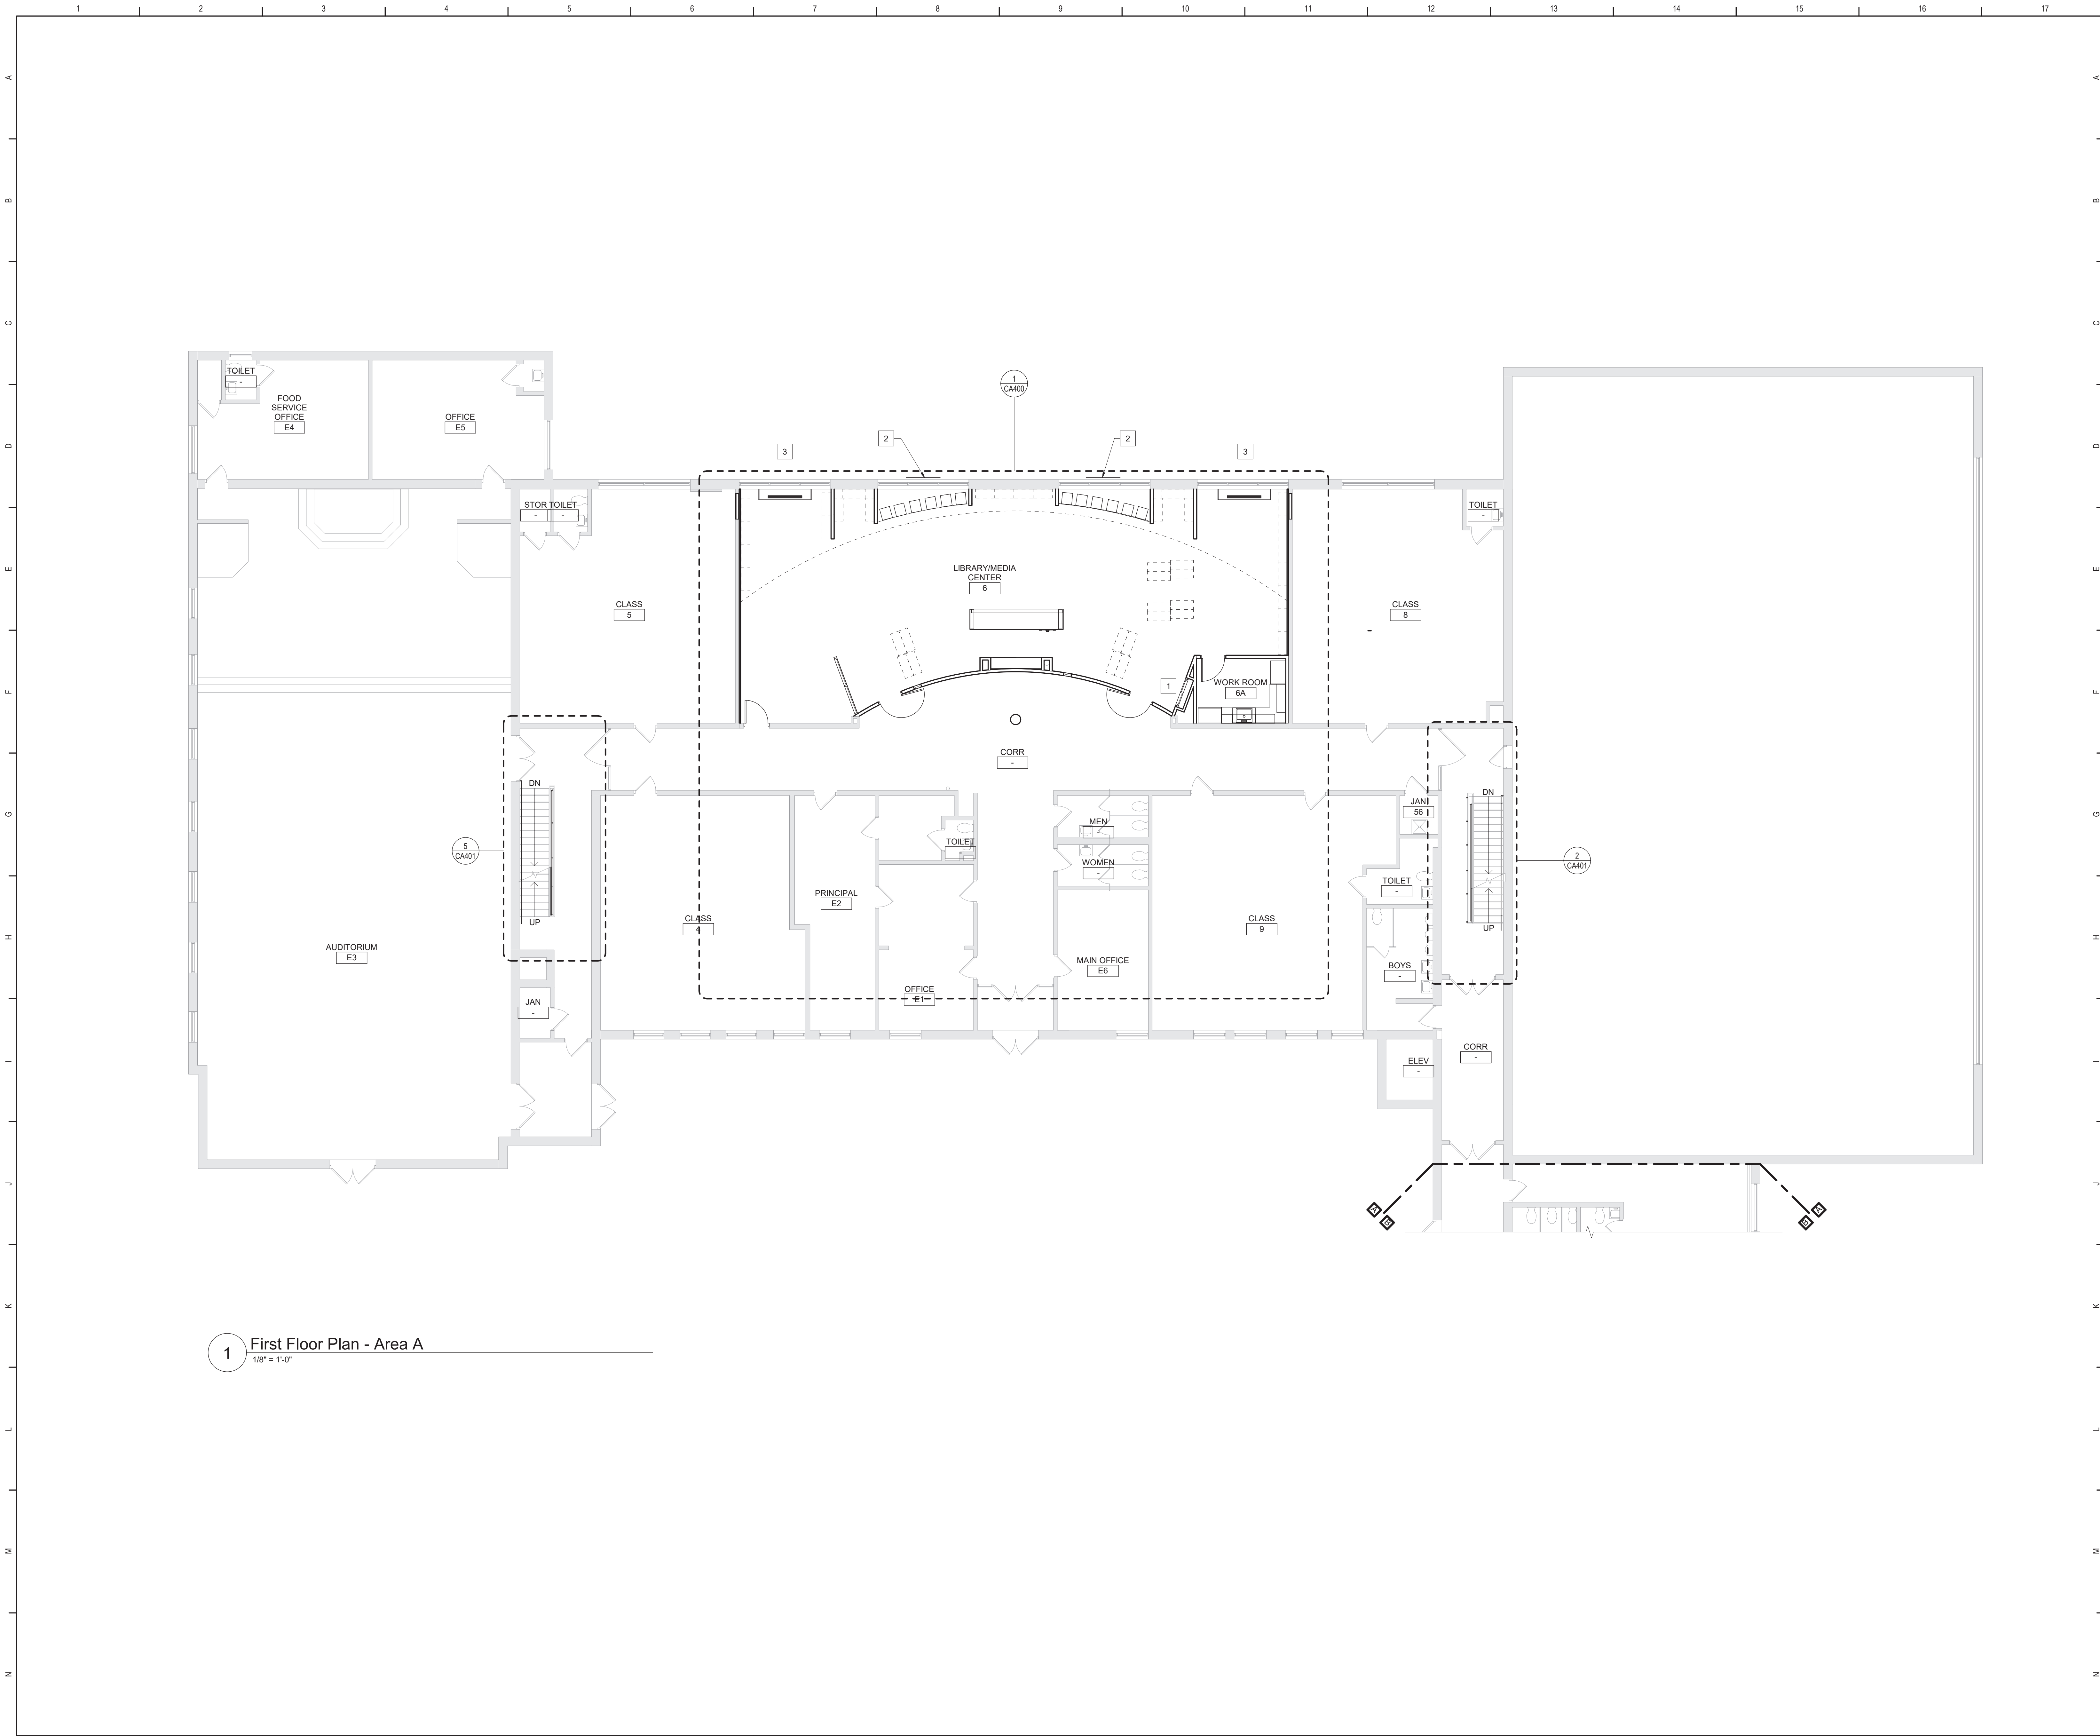 1 2 3 4 5 6 7 8 9 10 11 12 13 14 15 16 17
A A
B B
C C
TOILET
-
FOOD
SERVICE
OFFICE
E4
OFFICE
E5
1
CA400
D D
3
2
2
3
STOR TOILET
- -
TOILET
-
E E
LIBRARY/MEDIA
CENTER
6
CLASS
5
CLASS
8
F F
1
WORK ROOM
6A
CORR
-
DN
DN
JAN
56
G G
MEN
-
TOILET
-
5
CA401
WOMEN
-
2
CA401
TOILET
-
PRINCIPAL
E2
CLASS
4
CLASS
9
UP
UP
H H
AUDITORIUM
E3
MAIN OFFICE
E6
BOYS
-
OFFICE
E1
JAN
-
CORR
-
I I
ELEV
-
J J
A
B
A
B
K K
1
First Floor Plan - Area A
1/8" = 1'-0"
L L
M M
N N